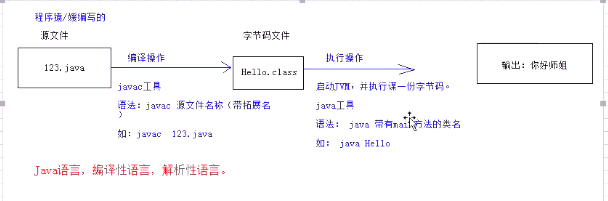 程序猿/媛编写的
源文件
123.java
编译操作
javac工具
语法：javac 源文件名称（带拓展名
）
如：javac 123.java
字节码文件
Hello.class
执行操作
启动JVM，并执行谋一份字节码。
java工具
语法： java 带有main方法的类名
如： java Hello
输出：你好师姐
Java语言，编译性语言，解析性语言。